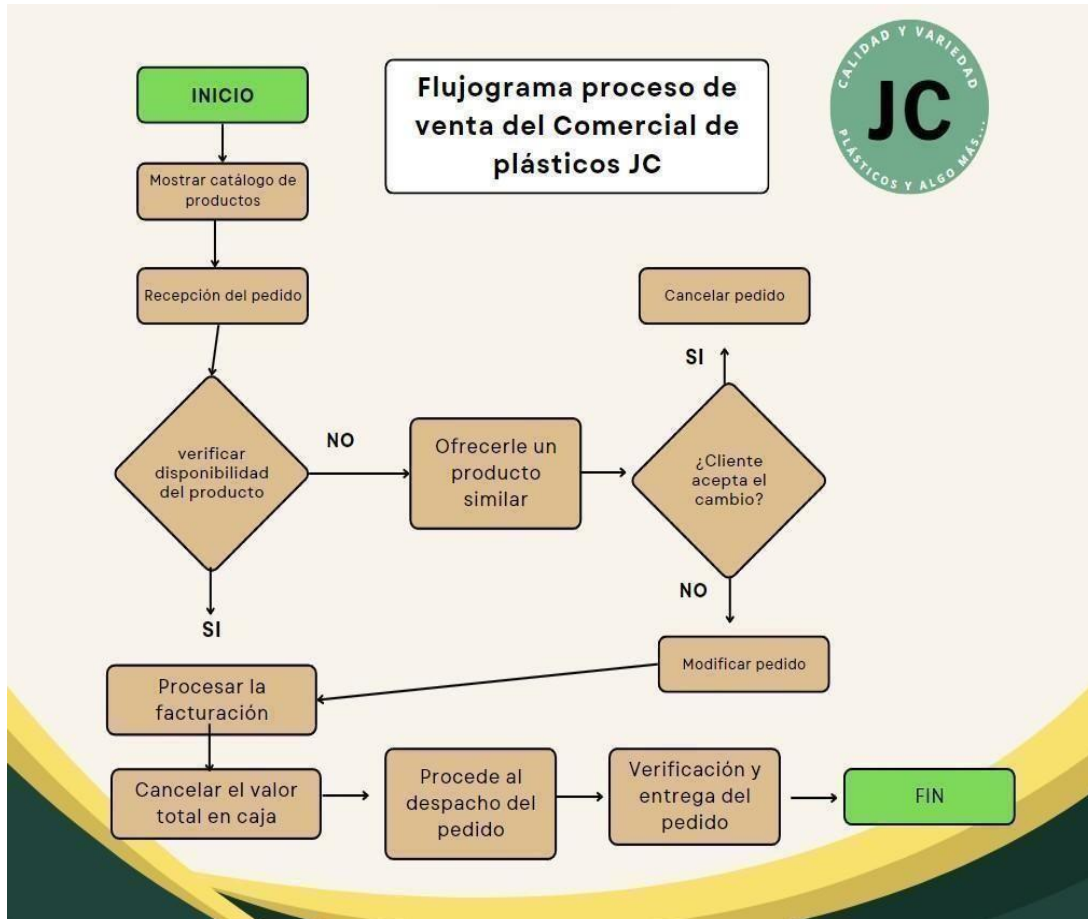 INICIO
Flujograma proceso de
venta del Comercial de
plásticos JC
CALIDAD Y VARIEDAD
JC
PLÁSTICOS Y ALGO MÁS...
Mostrar catálogo de
productos
Recepción del pedido
Cancelar pedido
SI
verificar
disponibilidad
del producto
NO
Ofrecerle un
producto
similar
¿Cliente
acepta el
cambio?
NO
SI
Modificar pedido
Procesar la
facturación
Cancelar el valor
total en caja
Procede al
despacho del
pedido
Verificación y
entrega del
pedido
FIN